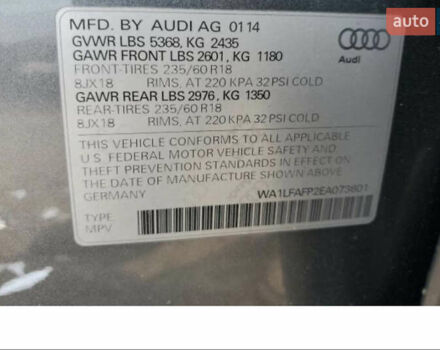 auto
MFD. BY AUDI AG 01 14
GVWR LBS 5368, KG 2435
GAWR FRONT LBS 2601, KG 1180
FRONT-TIRES 235/60 R18
8JX18 RIMS, AT 220 KPA 32 PSI COLD
GAWR REAR LBS 2976, KG 1350
REAR-TIRES 235/60 R18
8JX18 RIMS, AT 220 KPA 32 PSI COLD
Audi
THIS VEHICLE CONFORMS TO ALL APPLICABLE
U.S. FEDERAL MOTOR VEHICLE SAFETY AND
THEFT PREVENTION STANDARDS IN EFFECT ON
THE DATE OF MANUFACTURE SHOWN ABOVE.
GERMANY
WA1LFAFP2EA073801
TYPE:
MPV